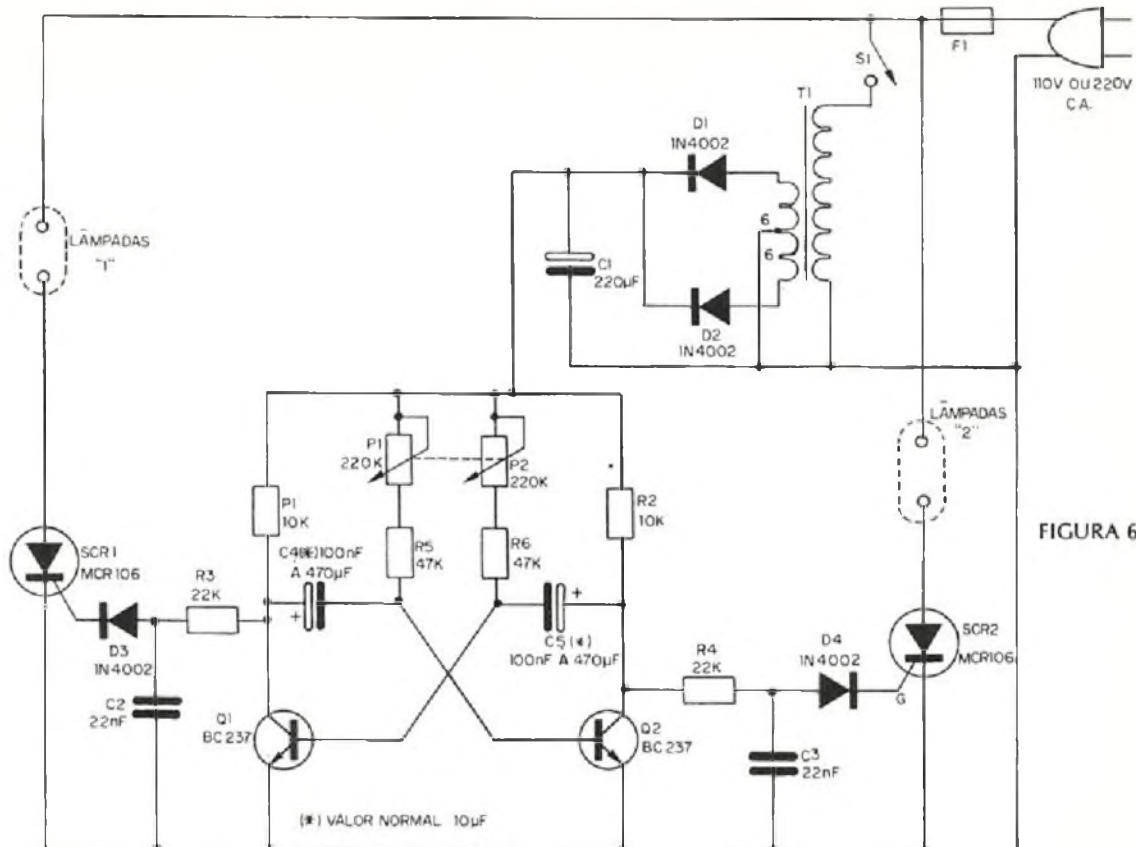 S1
F1
110V OU 220V
C.A.
T1
D1
1N4002
6
6
C1
220µF
D2
1N4002
LÂMPADAS
"1"
LÂMPADAS
"2"
P1
220K
P2
220K
P1
10K
R2
10K
C4(*)100nF
A 470µF
R5
47K
R6
47K
FIGURA 6
SCR1
MCR106
R3
22K
+
+
C5(*)
100nF A 470µF
D3
1N4002
R4
22K
D4
1N4002
SCR2
MCR106
G
C2
22nF
Q1
BC237
Q2
BC237
C3
22nF
(*) VALOR NORMAL 10µF